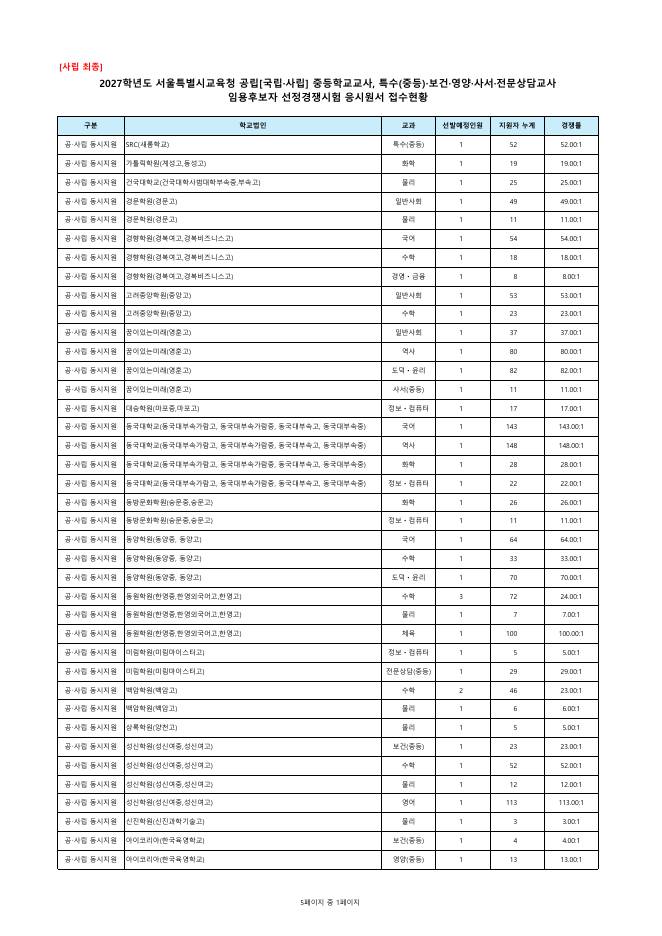 [사립 최종]
2027학년도 서울특별시교육청 공립[국립·사립] 중등학교교사, 특수(중등)·보건·영양·사서·전문상담교사
임용후보자 선정경쟁시험 응시원서 접수현황
구분 학교법인 교과 선발예정인원 지원자 누계 경쟁률
공·사립 동시지원 SRC(새롬학교) 특수(중등) 1 52 52.00:1
공·사립 동시지원 가톨릭학원(계성고,동성고) 화학 1 19 19.00:1
공·사립 동시지원 건국대학교(건국대학사범대학부속중,부속고) 물리 1 25 25.00:1
공·사립 동시지원 경문학원(경문고) 일반사회 1 49 49.00:1
공·사립 동시지원 경문학원(경문고) 물리 1 11 11.00:1
공·사립 동시지원 경향학원(경복여고,경복비즈니스고) 국어 1 54 54.00:1
공·사립 동시지원 경향학원(경복여고,경복비즈니스고) 수학 1 18 18.00:1
공·사립 동시지원 경향학원(경복여고,경복비즈니스고) 경영・금융 1 8 8.00:1
공·사립 동시지원 고려중앙학원(중앙고) 일반사회 1 53 53.00:1
공·사립 동시지원 고려중앙학원(중앙고) 수학 1 23 23.00:1
공·사립 동시지원 꿈이있는미래(영훈고) 일반사회 1 37 37.00:1
공·사립 동시지원 꿈이있는미래(영훈고) 역사 1 80 80.00:1
공·사립 동시지원 꿈이있는미래(영훈고) 도덕・윤리 1 82 82.00:1
공·사립 동시지원 꿈이있는미래(영훈고) 사서(중등) 1 11 11.00:1
공·사립 동시지원 대승학원(마포중,마포고) 정보・컴퓨터 1 17 17.00:1
공·사립 동시지원 동국대학교(동국대부속가람고, 동국대부속가람중, 동국대부속고, 동국대부속중) 국어 1 143 143.00:1
공·사립 동시지원 동국대학교(동국대부속가람고, 동국대부속가람중, 동국대부속고, 동국대부속중) 역사 1 148 148.00:1
공·사립 동시지원 동국대학교(동국대부속가람고, 동국대부속가람중, 동국대부속고, 동국대부속중) 화학 1 28 28.00:1
공·사립 동시지원 동국대학교(동국대부속가람고, 동국대부속가람중, 동국대부속고, 동국대부속중) 정보・컴퓨터 1 22 22.00:1
공·사립 동시지원 동방문화학원(숭문중,숭문고) 화학 1 26 26.00:1
공·사립 동시지원 동방문화학원(숭문중,숭문고) 정보・컴퓨터 1 11 11.00:1
공·사립 동시지원 동양학원(동양중, 동양고) 국어 1 64 64.00:1
공·사립 동시지원 동양학원(동양중, 동양고) 수학 1 33 33.00:1
공·사립 동시지원 동양학원(동양중, 동양고) 도덕・윤리 1 70 70.00:1
공·사립 동시지원 동원학원(한영중,한영외국어고,한영고) 수학 3 72 24.00:1
공·사립 동시지원 동원학원(한영중,한영외국어고,한영고) 물리 1 7 7.00:1
공·사립 동시지원 동원학원(한영중,한영외국어고,한영고) 체육 1 100 100.00:1
공·사립 동시지원 미림학원(미림마이스터고) 정보・컴퓨터 1 5 5.00:1
공·사립 동시지원 미림학원(미림마이스터고) 전문상담(중등) 1 29 29.00:1
공·사립 동시지원 백암학원(백암고) 수학 2 46 23.00:1
공·사립 동시지원 백암학원(백암고) 물리 1 6 6.00:1
공·사립 동시지원 삼록학원(양천고) 물리 1 5 5.00:1
공·사립 동시지원 성신학원(성신여중,성신여고) 보건(중등) 1 23 23.00:1
공·사립 동시지원 성신학원(성신여중,성신여고) 수학 1 52 52.00:1
공·사립 동시지원 성신학원(성신여중,성신여고) 물리 1 12 12.00:1
공·사립 동시지원 성신학원(성신여중,성신여고) 영어 1 113 113.00:1
공·사립 동시지원 신진학원(신진과학기술고) 물리 1 3 3.00:1
공·사립 동시지원 아이코리아(한국육영학교) 보건(중등) 1 4 4.00:1
공·사립 동시지원 아이코리아(한국육영학교) 영양(중등) 1 13 13.00:1
5페이지 중 1페이지